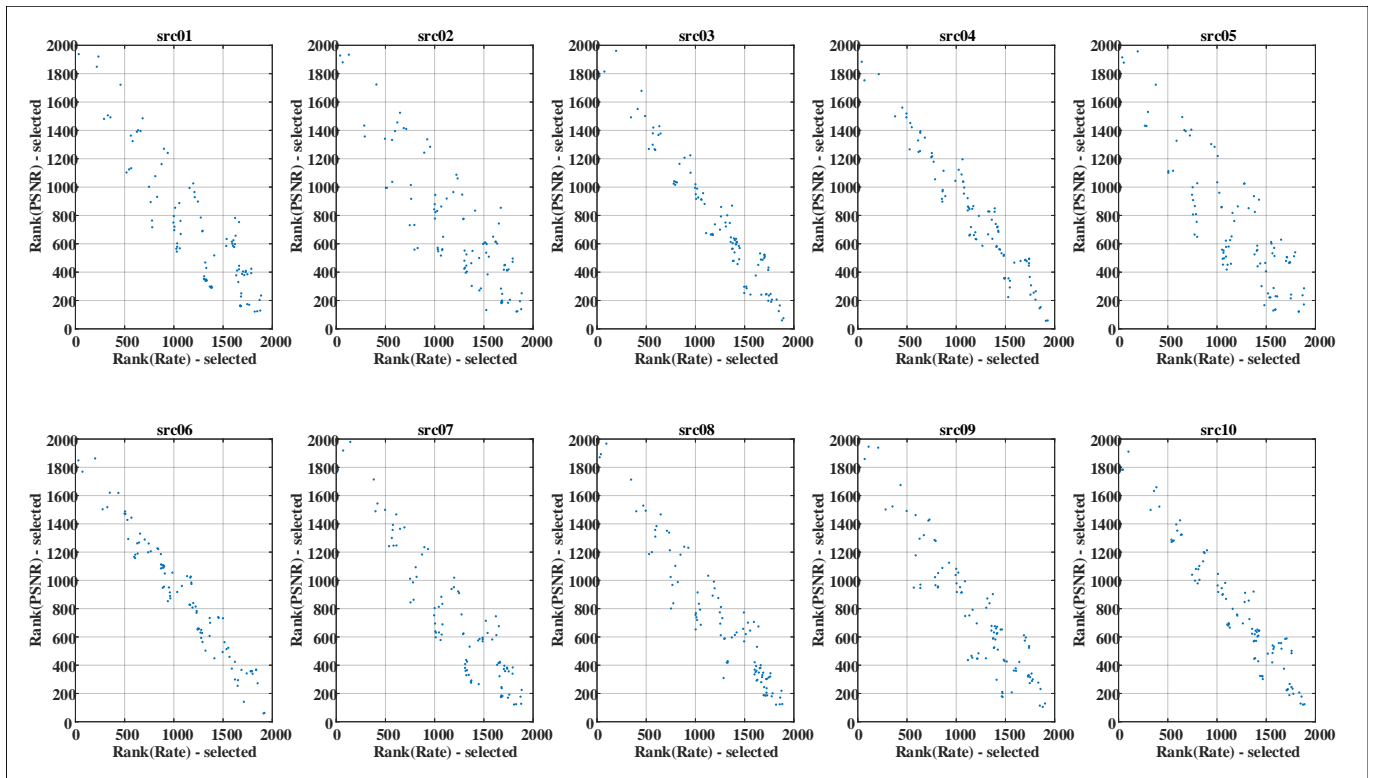 src01 src02 src03 src04 src05
2000 2000 2000 2000 2000
1800 1800 1800 1800 1800
1600 1600 1600 1600 1600
1400 1400 1400 1400 1400
1200 1200 1200 1200 1200
1000 1000 1000 1000 1000
800 800 800 800 800
600 600 600 600 600
400 400 400 400 400
200 200 200 200 200
0 0 0 0 0
Rank(PSNR) - selected Rank(PSNR) - selected Rank(PSNR) - selected Rank(PSNR) - selected Rank(PSNR) - selected
0 500 1000 1500 2000 0 500 1000 1500 2000 0 500 1000 1500 2000 0 500 1000 1500 2000 0 500 1000 1500 2000
Rank(Rate) - selected Rank(Rate) - selected Rank(Rate) - selected Rank(Rate) - selected Rank(Rate) - selected
src06 src07 src08 src09 src10
2000 2000 2000 2000 2000
1800 1800 1800 1800 1800
1600 1600 1600 1600 1600
1400 1400 1400 1400 1400
1200 1200 1200 1200 1200
1000 1000 1000 1000 1000
800 800 800 800 800
600 600 600 600 600
400 400 400 400 400
200 200 200 200 200
0 0 0 0 0
Rank(PSNR) - selected Rank(PSNR) - selected Rank(PSNR) - selected Rank(PSNR) - selected Rank(PSNR) - selected
0 500 1000 1500 2000 0 500 1000 1500 2000 0 500 1000 1500 2000 0 500 1000 1500 2000 0 500 1000 1500 2000
Rank(Rate) - selected Rank(Rate) - selected Rank(Rate) - selected Rank(Rate) - selected Rank(Rate) - selected